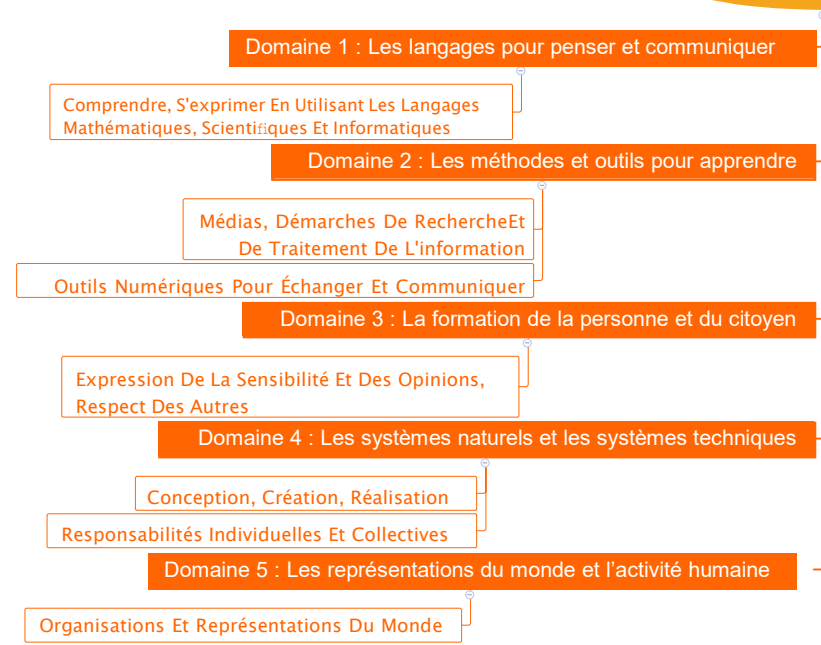 Domaine 1 : Les langages pour penser et communiquer
Comprendre, S'exprimer En Utilisant Les Langages
Mathématiques, Scientifiques Et Informatiques
Domaine 2 : Les méthodes et outils pour apprendre
Médias, Démarches De RechercheEt
De Traitement De L'information
Outils Numériques Pour Échanger Et Communiquer
Domaine 3 : La formation de la personne et du citoyen
Expression De La Sensibilité Et Des Opinions,
Respect Des Autres
Domaine 4 : Les systèmes naturels et les systèmes techniques
Conception, Création, Réalisation
Responsabilités Individuelles Et Collectives
Domaine 5 : Les représentations du monde et l’activité humaine
Organisations Et Représentations Du Monde